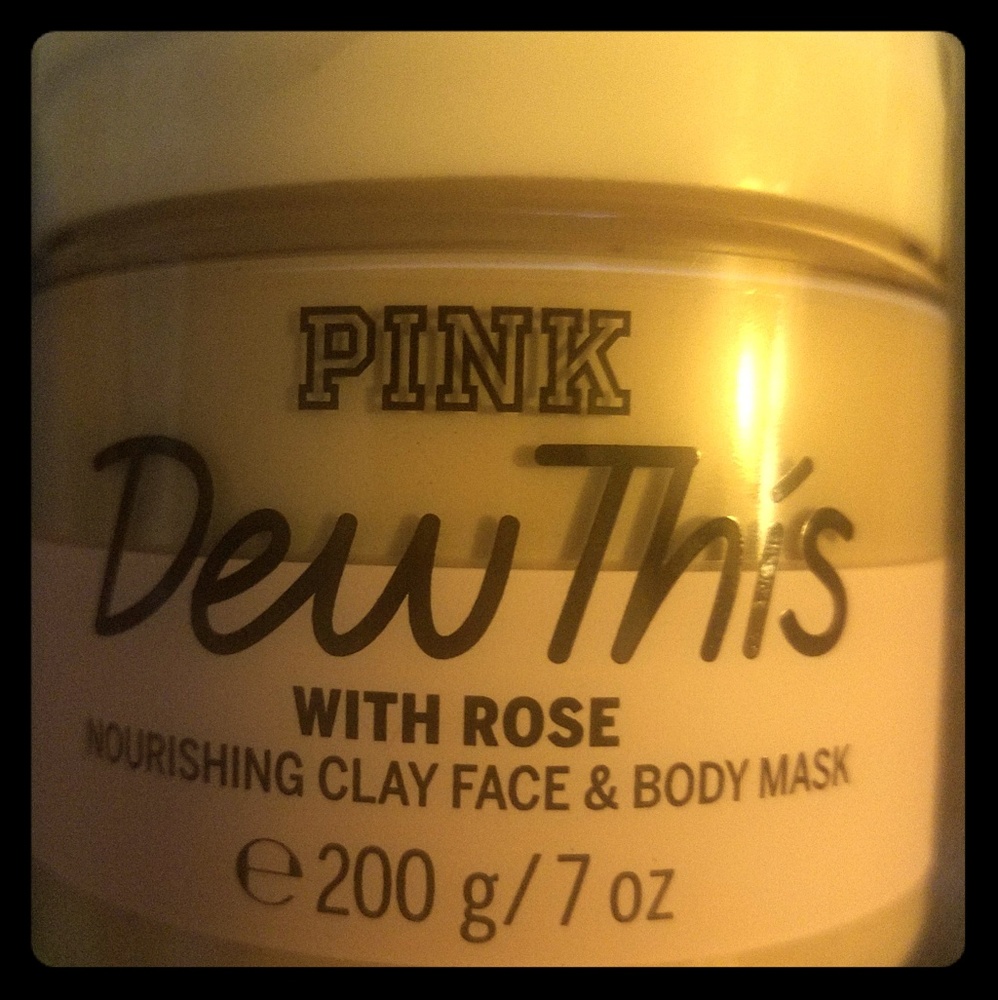 PINK
Dew This
WITH ROSE
NOURISHING CLAY FACE & BODY MASK
℮ 200 g/ 7 oz